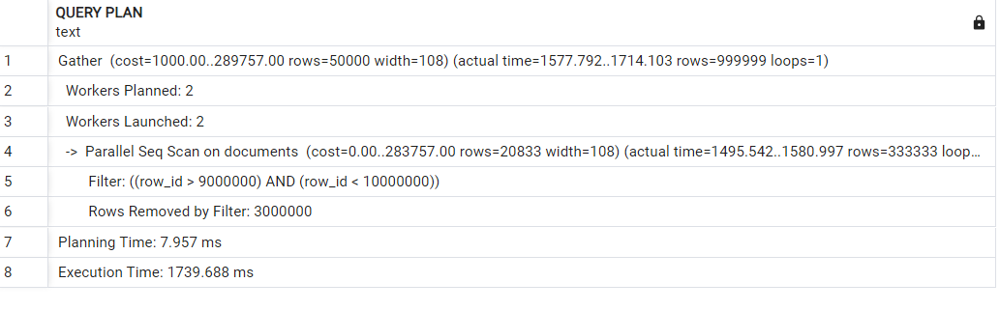 QUERY PLAN
text
1 Gather (cost=1000.00..289757.00 rows=50000 width=108) (actual time=1577.792..1714.103 rows=999999 loops=1)
2 Workers Planned: 2
3 Workers Launched: 2
4 -> Parallel Seq Scan on documents (cost=0.00..283757.00 rows=20833 width=108) (actual time=1495.542..1580.997 rows=333333 loop...
5 Filter: ((row_id > 9000000) AND (row_id < 10000000))
6 Rows Removed by Filter: 3000000
7 Planning Time: 7.957 ms
8 Execution Time: 1739.688 ms